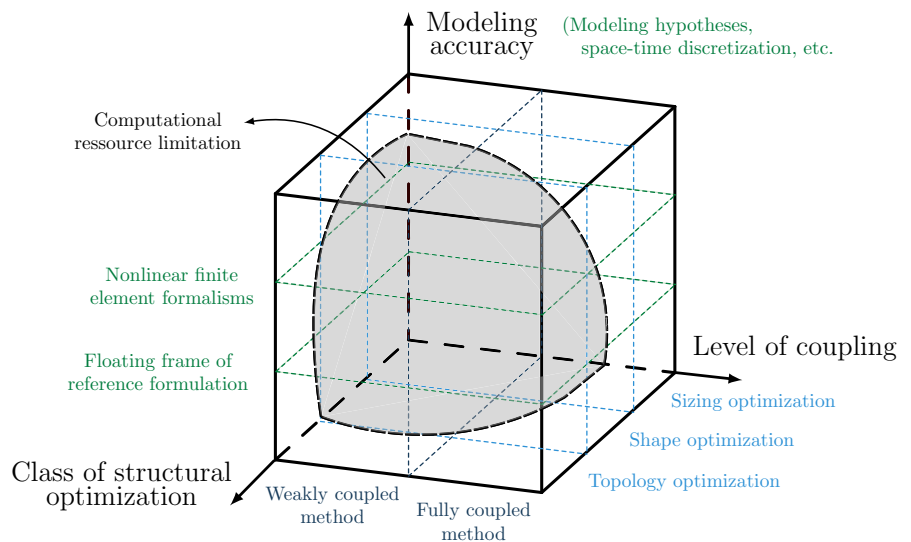 Modeling
accuracy
(Modeling hypotheses,
space-time discretization, etc.
Computational
ressource limitation
Nonlinear finite
element formalisms
Floating frame of
reference formulation
Level of coupling
Sizing optimization
Shape optimization
Topology optimization
Class of structural
optimization
Weakly coupled
method
Fully coupled
method